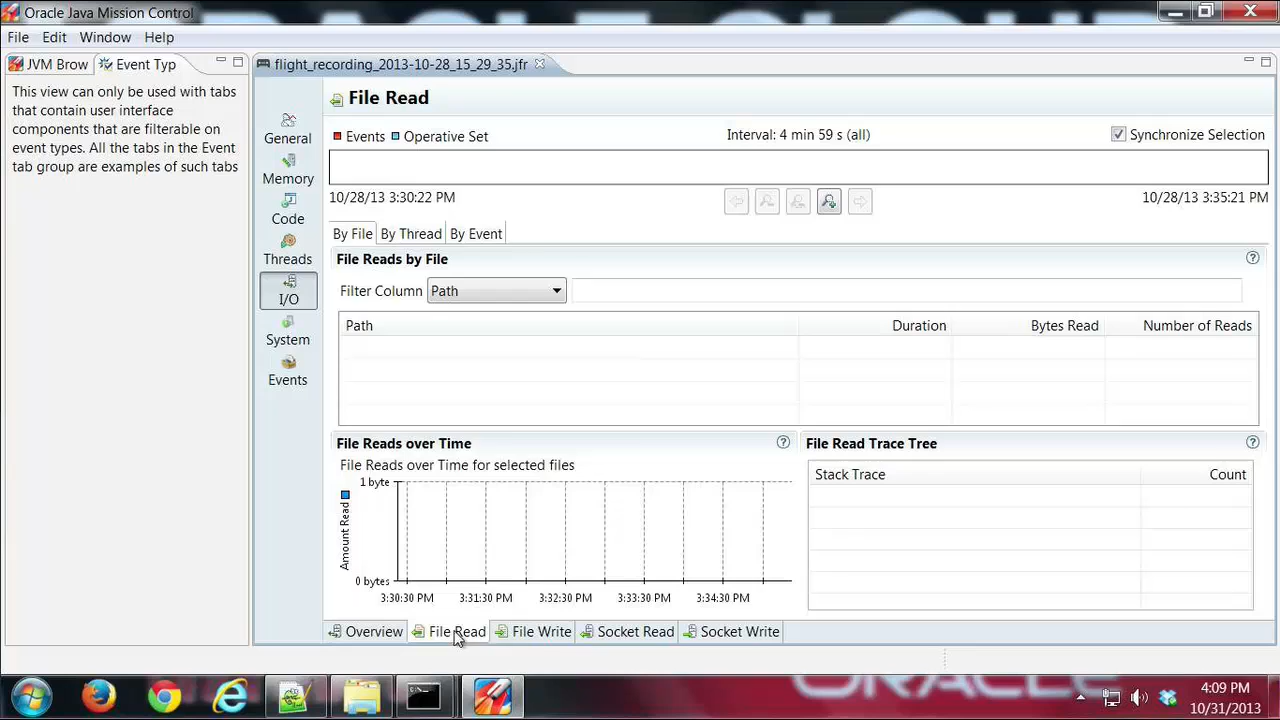 Oracle Java Mission Control
File Edit Window Help
JVM Brow Event Typ
This view can only be used with tabs
that contain user interface
components that are filterable on
event types. All the tabs in the Event
tab group are examples of such tabs
flight_recording_2013-10-28_15_29_35.jfr
General
Memory
Code
Threads
I/O
System
Events
File Read
Events Operative Set Interval: 4 min 59 s (all) Synchronize Selection
10/28/13 3:30:22 PM 10/28/13 3:35:21 PM
By File By Thread By Event
File Reads by File
Filter Column Path
Path Duration Bytes Read Number of Reads
File Reads over Time
File Reads over Time for selected files
1 byte
Amount Read
0 bytes
3:30:30 PM 3:31:30 PM 3:32:30 PM 3:33:30 PM 3:34:30 PM
File Read Trace Tree
Stack Trace Count
Overview File Read File Write Socket Read Socket Write
4:09 PM
10/31/2013